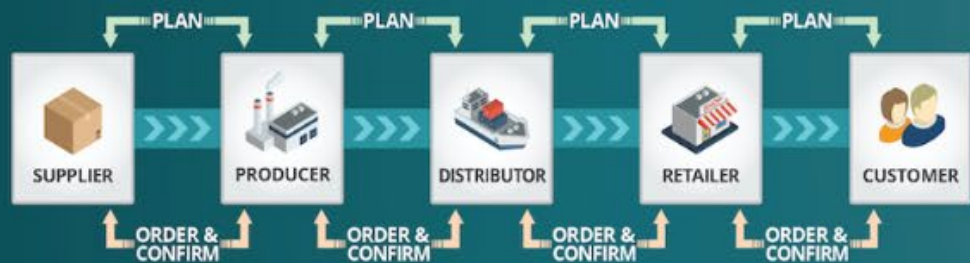 PLAN
PLAN
PLAN
PLAN
SUPPLIER
PRODUCER
DISTRIBUTOR
RETAILER
CUSTOMER
ORDER &
CONFIRM
ORDER &
CONFIRM
ORDER &
CONFIRM
ORDER &
CONFIRM